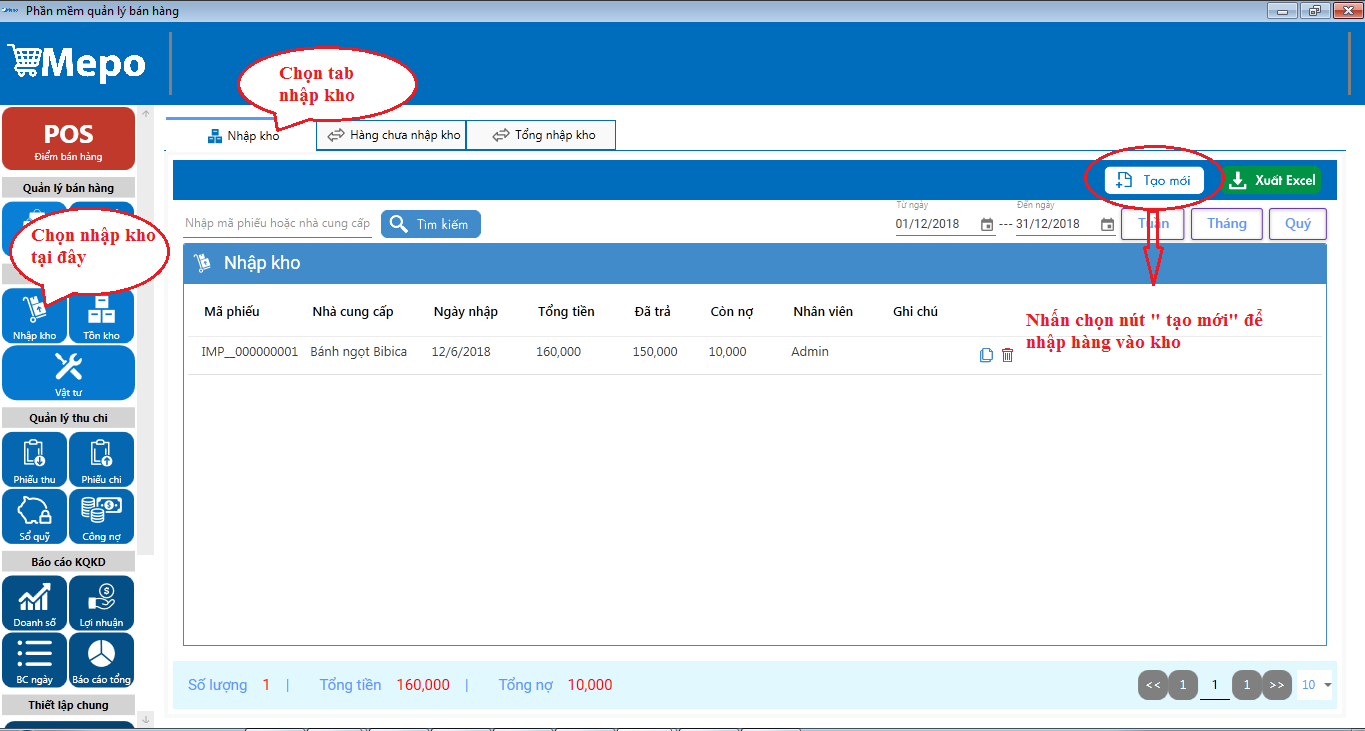 Phần mềm quản lý bán hàng
Mepo
Chọn tab
nhập kho
POS
Điểm bán hàng
Quản lý bán hàng
Chọn nhập kho
tại đây
Nhập kho
Tồn kho
Vật tư
Quản lý thu chi
Phiếu thu
Phiếu chi
Sổ quỹ
Công nợ
Báo cáo KQKD
Doanh số
Lợi nhuận
BC ngày
Báo cáo tổng
Thiết lập chung
Nhập kho
Hàng chưa nhập kho
Tổng nhập kho
Tạo mới
Xuất Excel
Nhập mã phiếu hoặc nhà cung cấp
Tìm kiếm
Từ ngày
Đến ngày
01/12/2018 --- 31/12/2018
Tuần
Tháng
Quý
Nhập kho
Mã phiếu Nhà cung cấp Ngày nhập Tổng tiền Đã trả Còn nợ Nhân viên Ghi chú
IMP_000000001 Bánh ngọt Bibica 12/6/2018 160,000 150,000 10,000 Admin
Nhấn chọn nút " tạo mới" để
nhập hàng vào kho
Số lượng 1 | Tổng tiền 160,000 | Tổng nợ 10,000
<< 1 1 1 >> 10